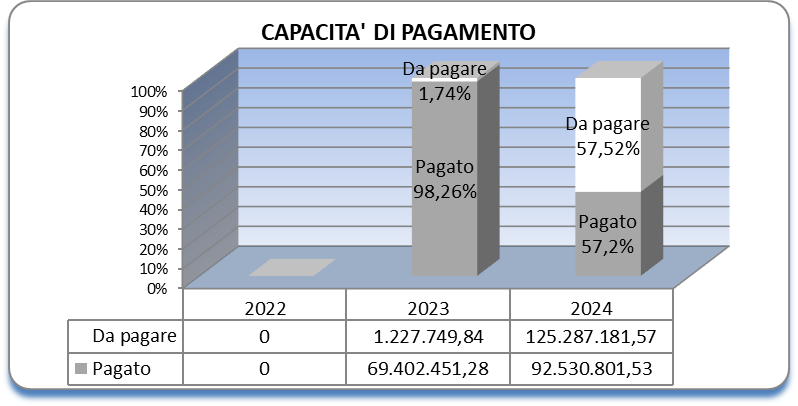 CAPACITA' DI PAGAMENTO
100%
90%
80%
70%
60%
50%
40%
30%
20%
10%
0%
Da pagare
1,74%
Pagato
98,26%
Da pagare
57,52%
Pagato
57,2%
2022 2023 2024
Da pagare 0 1.227.749,84 125.287.181,57
Pagato 0 69.402.451,28 92.530.801,53